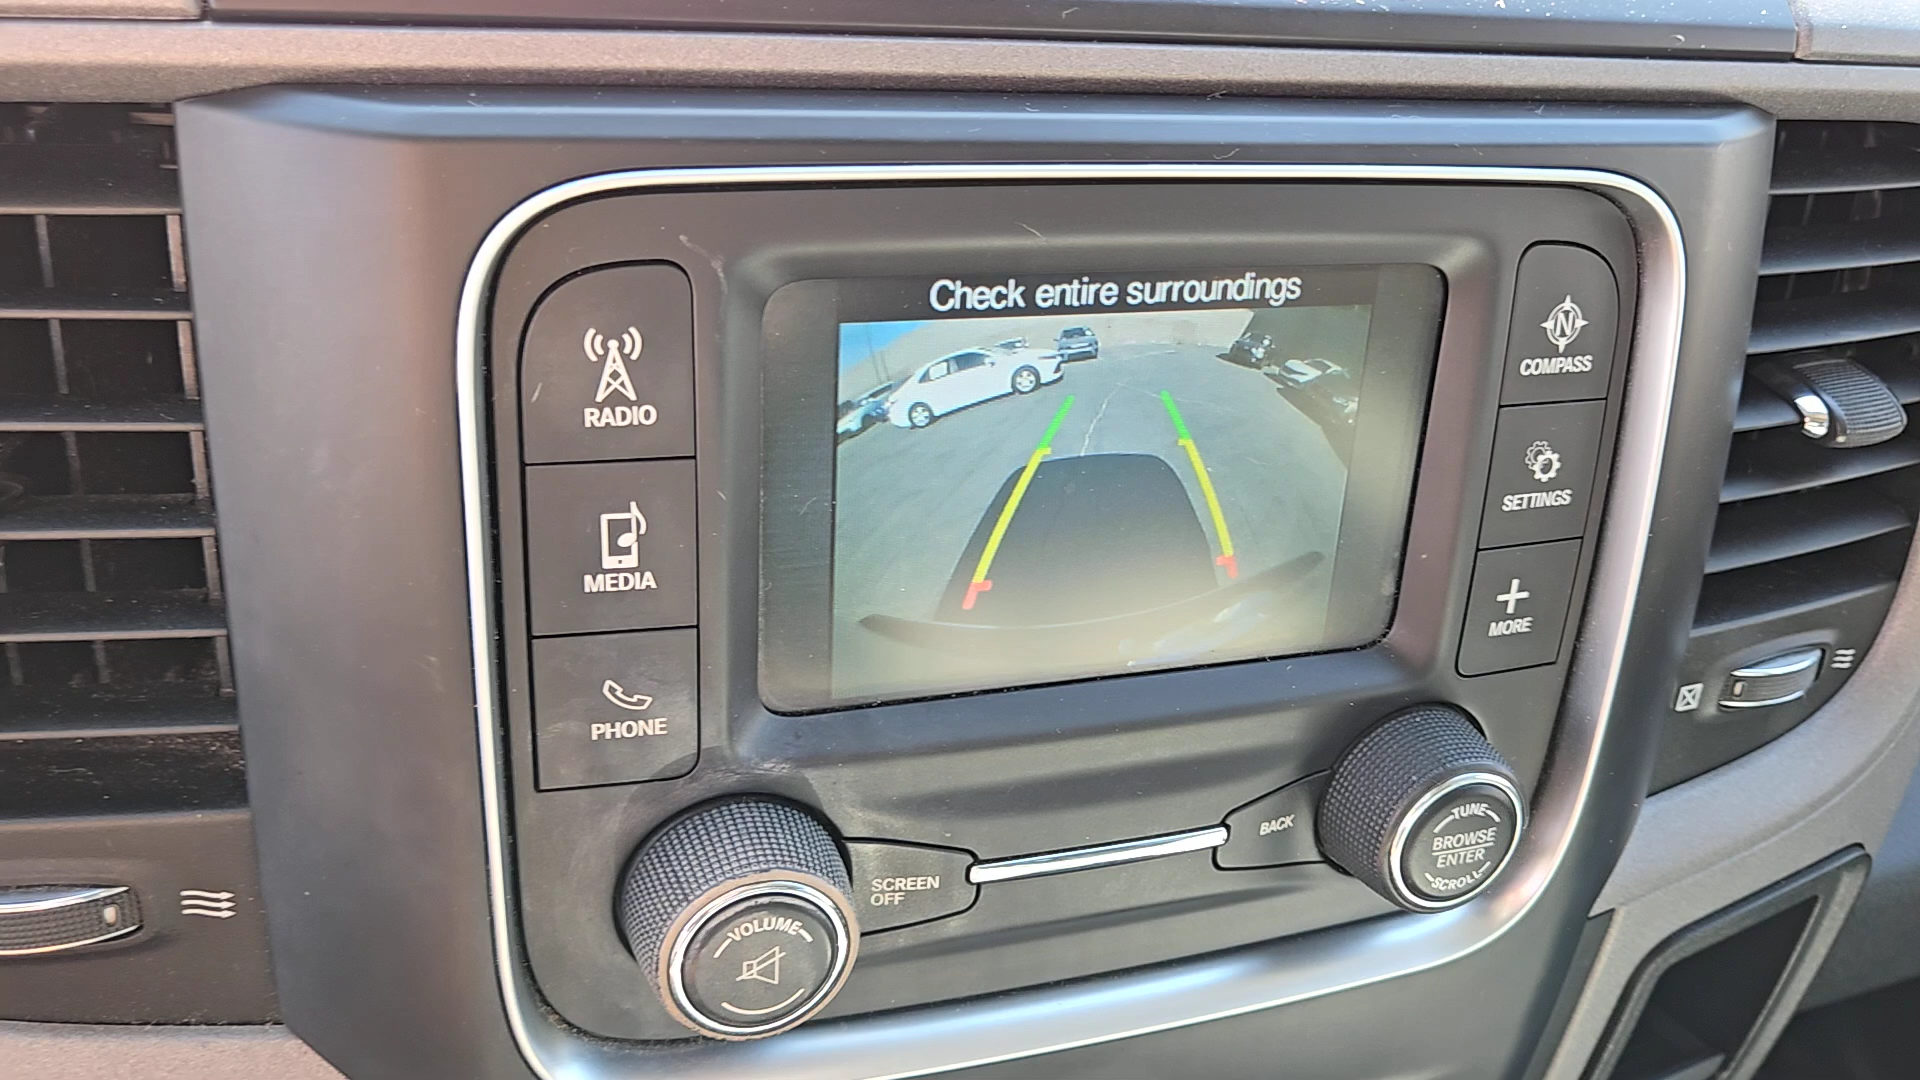 Check entire surroundings
RADIO
MEDIA
PHONE
N
COMPASS
SETTINGS
MORE
VOLUME
SCREEN
OFF
BACK
TUNE
BROWSE
ENTER
SCROLL